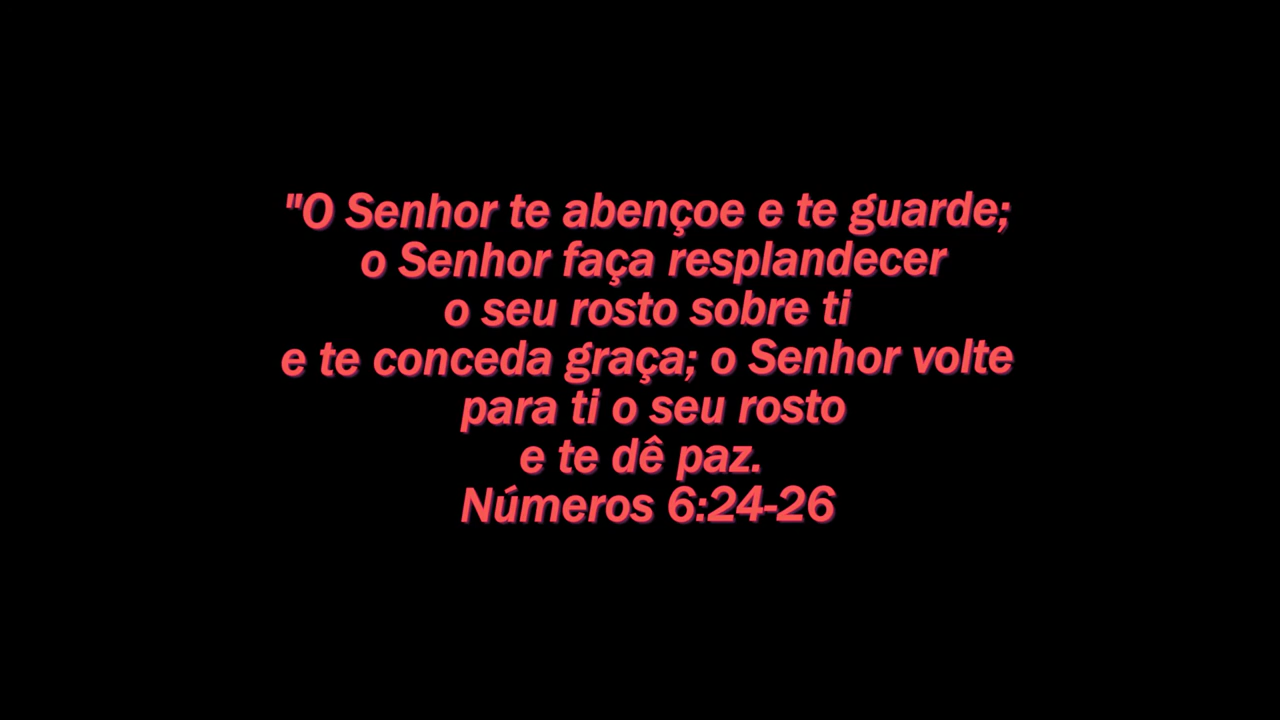 "O Senhor te abençoe e te guarde;
o Senhor faça resplandecer
o seu rosto sobre ti
e te conceda graça; o Senhor volte
para ti o seu rosto
e te dê paz.
Números 6:24-26